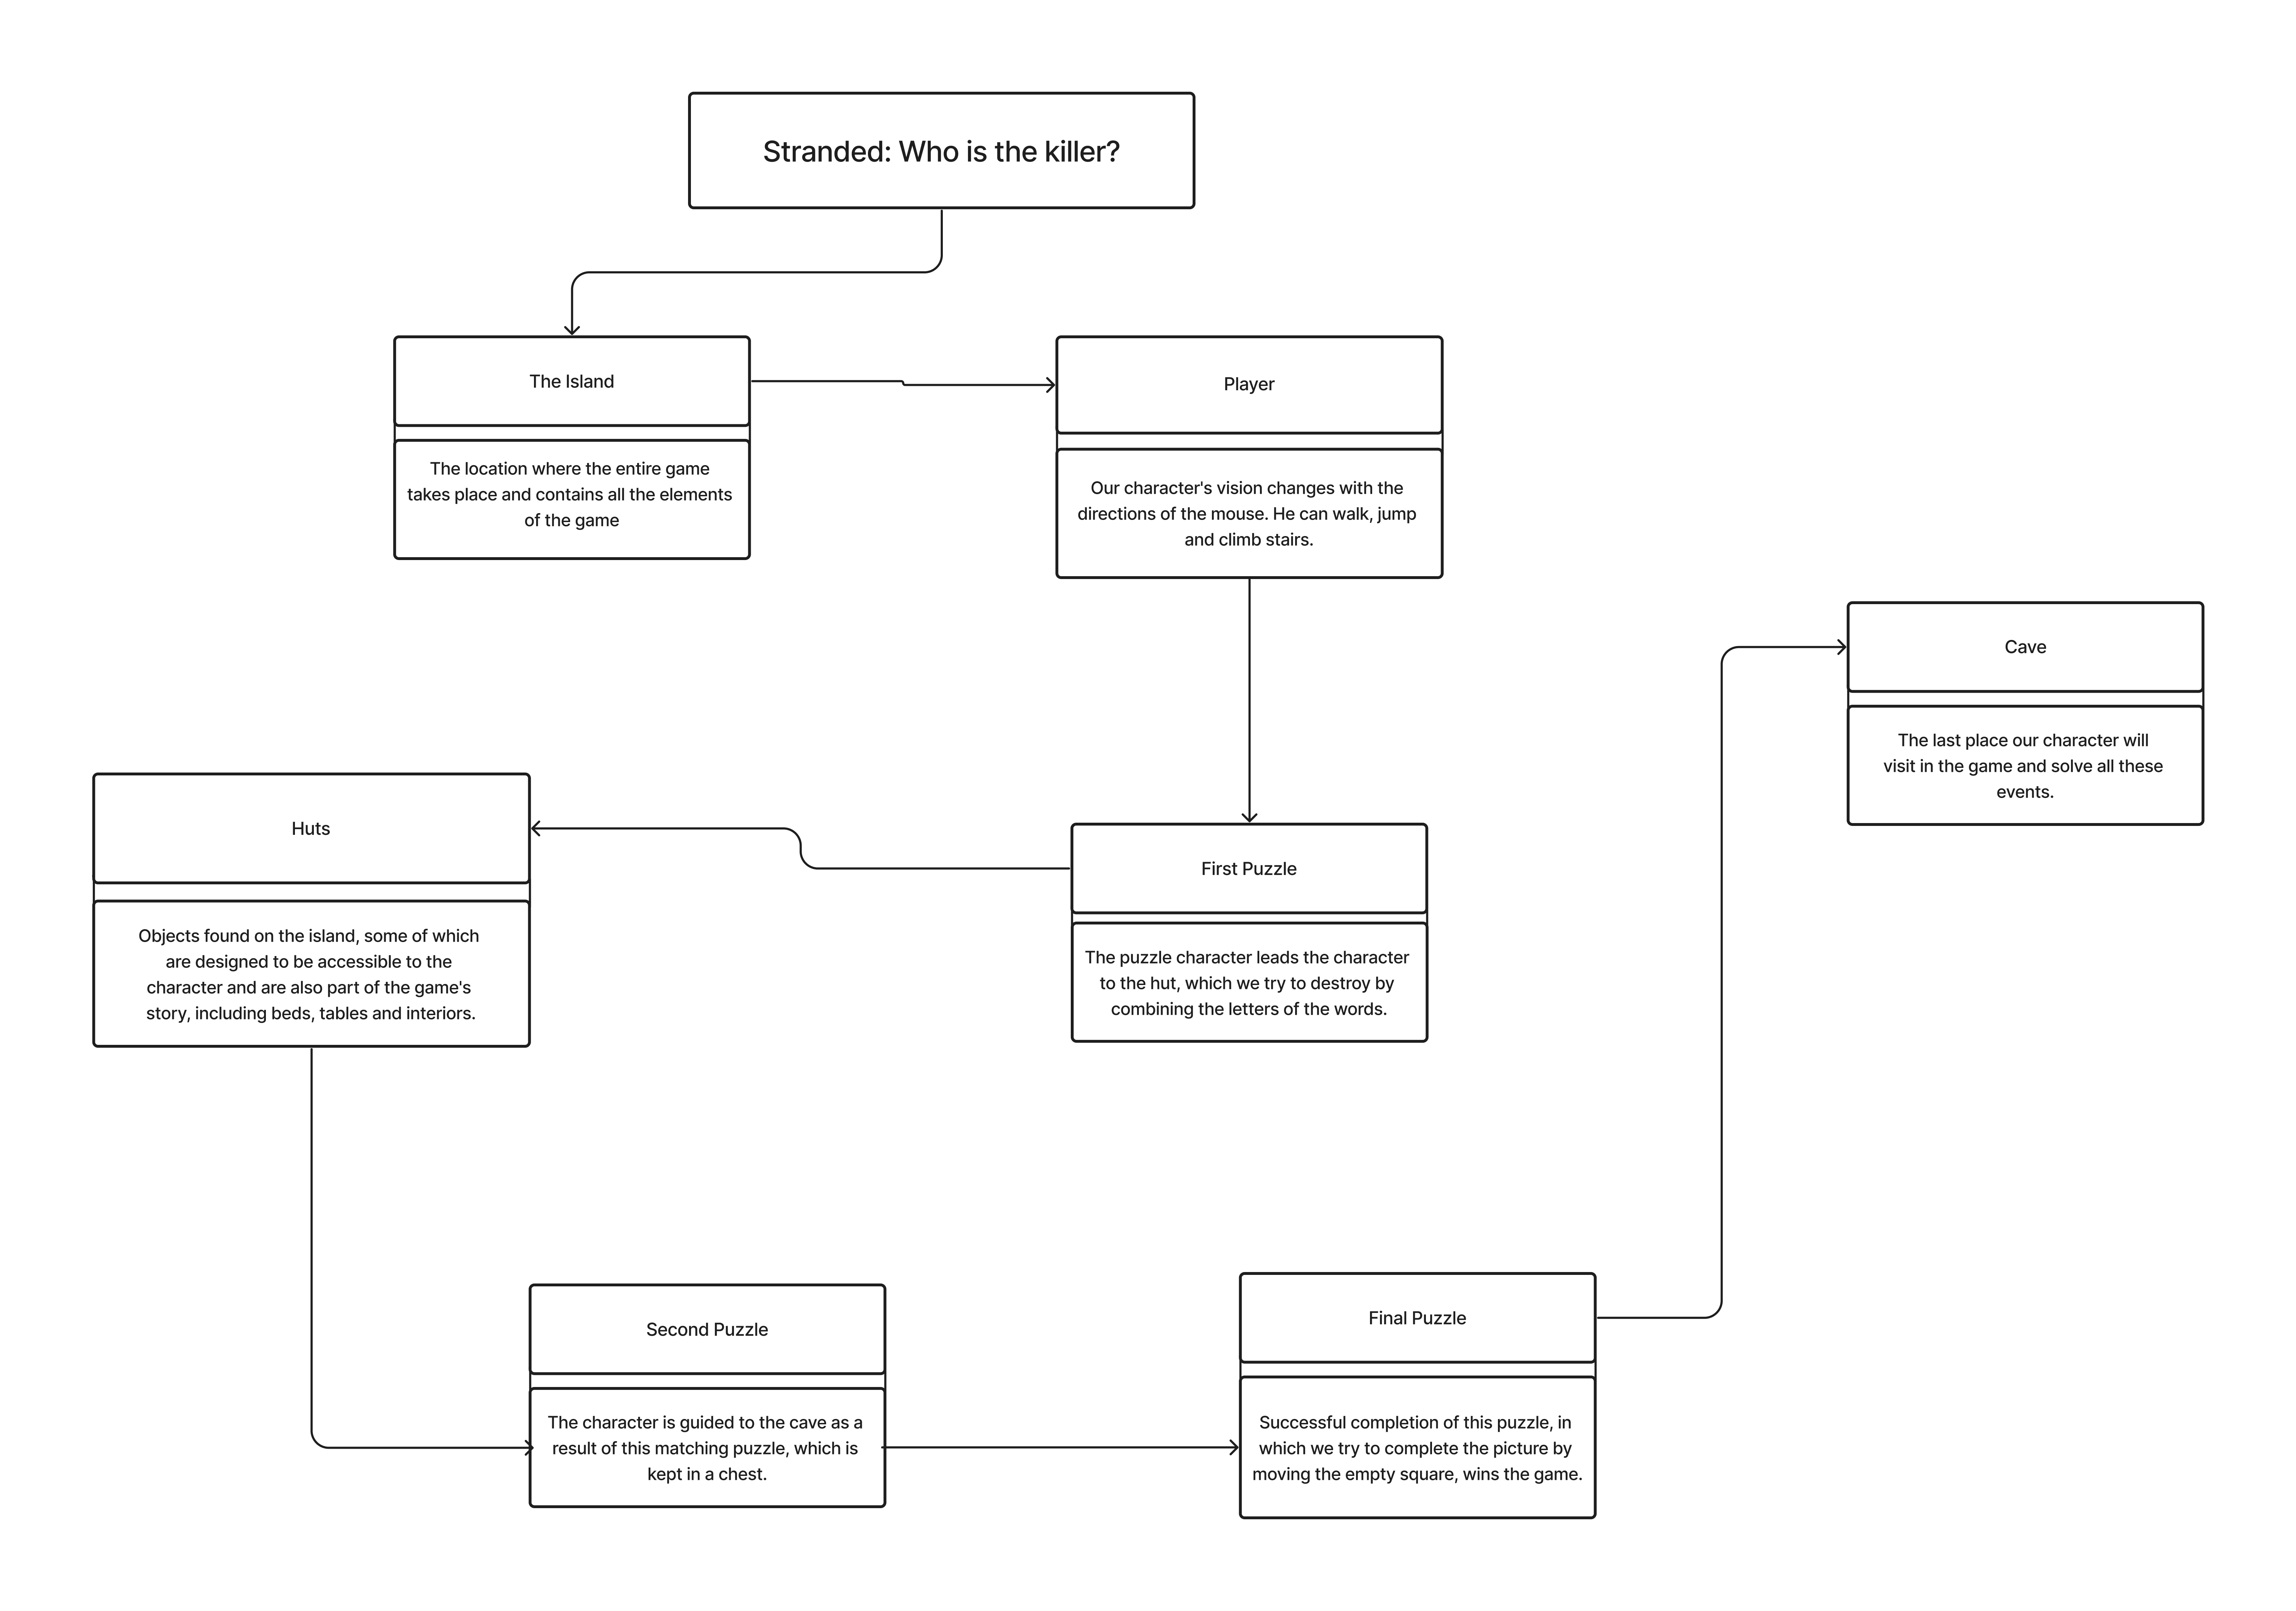 Stranded: Who is the killer?
The Island
The location where the entire game
takes place and contains all the elements
of the game
Player
Our character's vision changes with the
directions of the mouse. He can walk, jump
and climb stairs.
Cave
The last place our character will
visit in the game and solve all these
events.
Huts
Objects found on the island, some of which
are designed to be accessible to the
character and are also part of the game's
story, including beds, tables and interiors.
First Puzzle
The puzzle character leads the character
to the hut, which we try to destroy by
combining the letters of the words.
Second Puzzle
The character is guided to the cave as a
result of this matching puzzle, which is
kept in a chest.
Final Puzzle
Successful completion of this puzzle, in
which we try to complete the picture by
moving the empty square, wins the game.